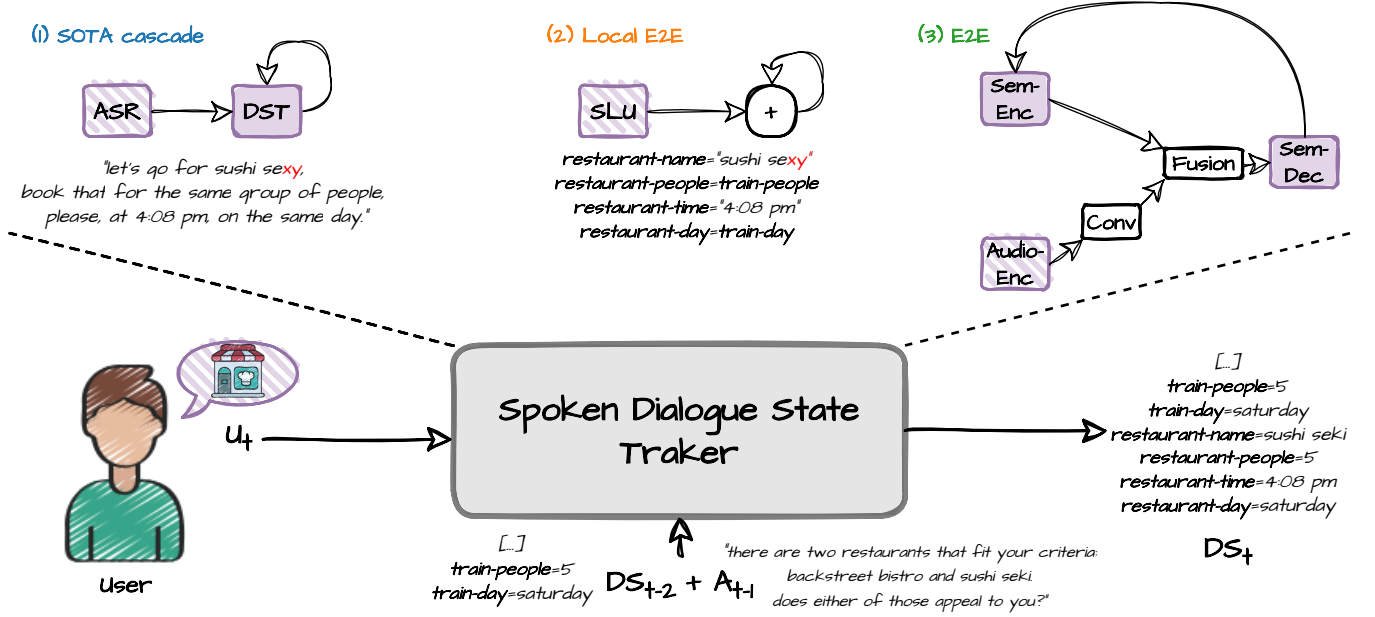 (1) SOTA cascade
ASR
DST
"let's go for sushi sexy,
book that for the same group of people,
please, at 4:08 pm, on the same day."
(2) Local E2E
SLU
+
restaurant-name="sushi sexy"
restaurant-people=train-people
restaurant-time="4:08 pm"
restaurant-day=train-day
(3) E2E
Sem-
Enc
Fusion
Sem-
Dec
Conv
Audio-
Enc
User
ut
Spoken Dialogue State
Traker
[...]
train-people=5
train-day=saturday
DSt-2 + At-1
"there are two restaurants that fit your criteria:
backstreet bistro and sushi seki.
does either of those appeal to you?"
[...]
train-people=5
train-day=saturday
restaurant-name=sushi seki
restaurant-people=5
restaurant-time=4:08 pm
restaurant-day=saturday
DSt